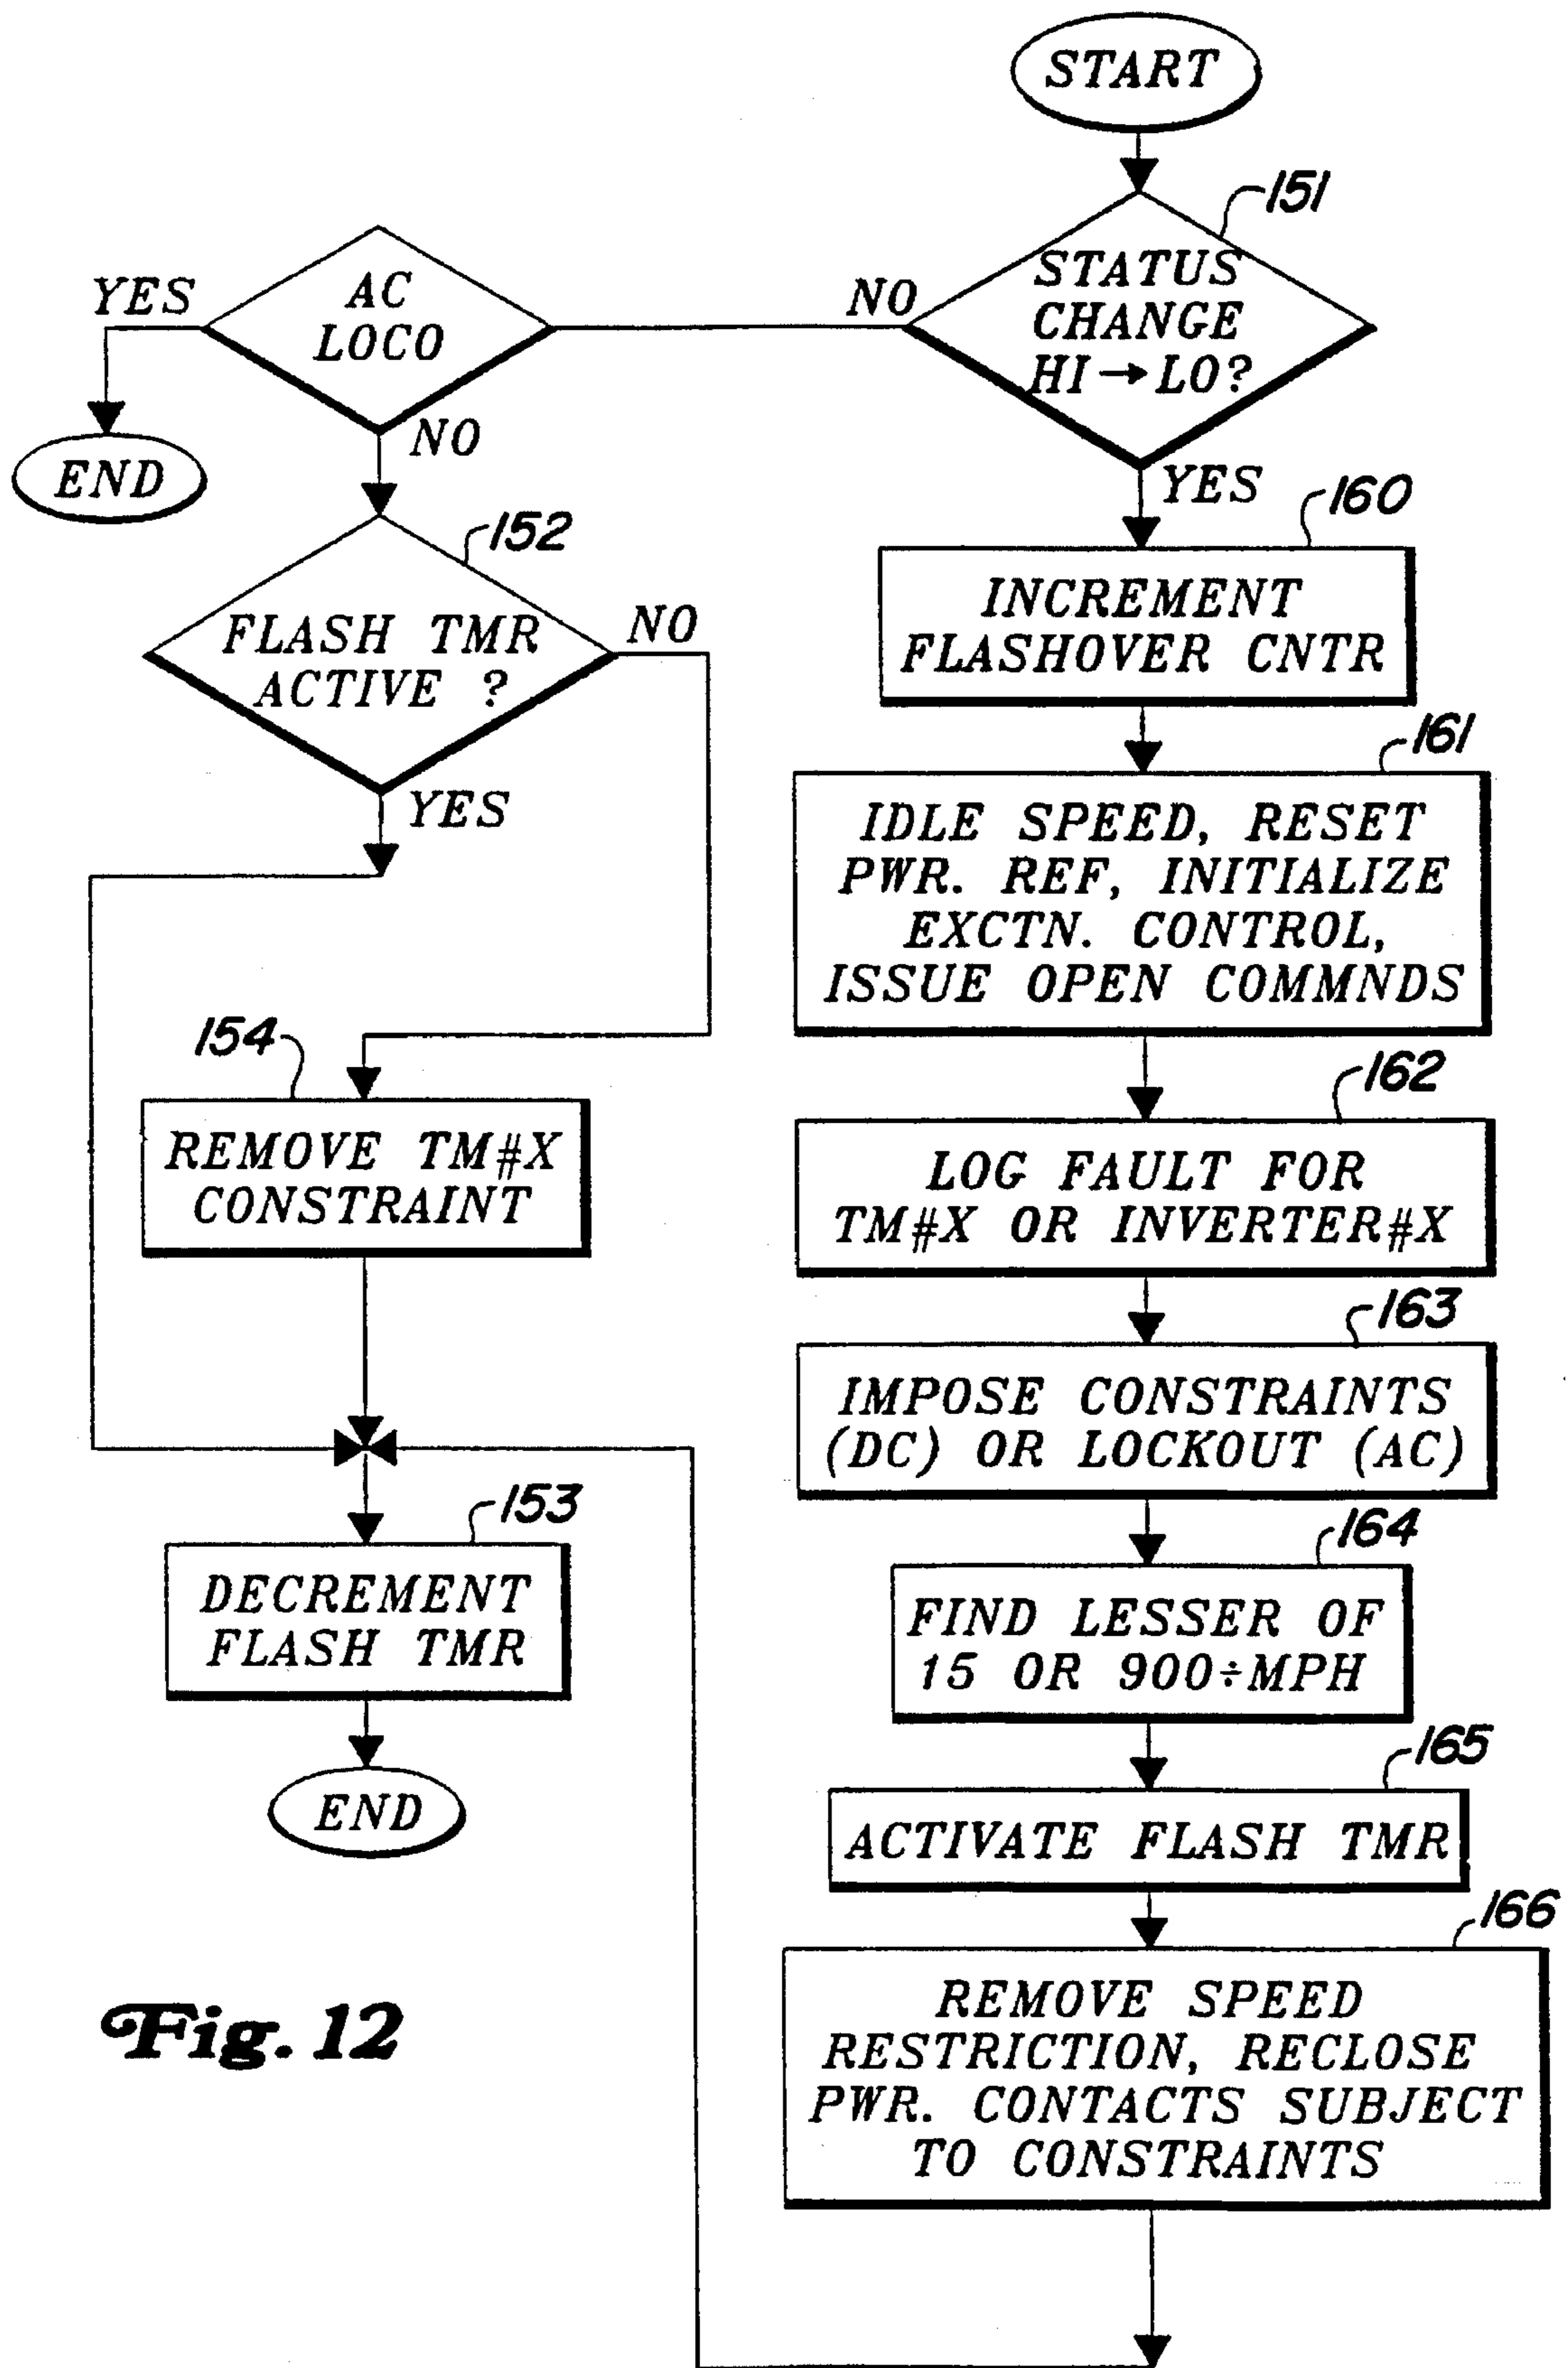 START
151
STATUS
CHANGE
HI → LO?
NO
YES
AC
LOCO
YES
END
NO
152
FLASH TMR
ACTIVE ?
NO
YES
154
REMOVE TM#X
CONSTRAINT
153
DECREMENT
FLASH TMR
END
160
INCREMENT
FLASHOVER CNTR
161
IDLE SPEED, RESET
PWR. REF, INITIALIZE
EXCTN. CONTROL,
ISSUE OPEN COMMNDS
162
LOG FAULT FOR
TM#X OR INVERTER#X
163
IMPOSE CONSTRAINTS
(DC) OR LOCKOUT (AC)
164
FIND LESSER OF
15 OR 900÷MPH
165
ACTIVATE FLASH TMR
166
REMOVE SPEED
RESTRICTION, RECLOSE
PWR. CONTACTS SUBJECT
TO CONSTRAINTS
Fig. 12